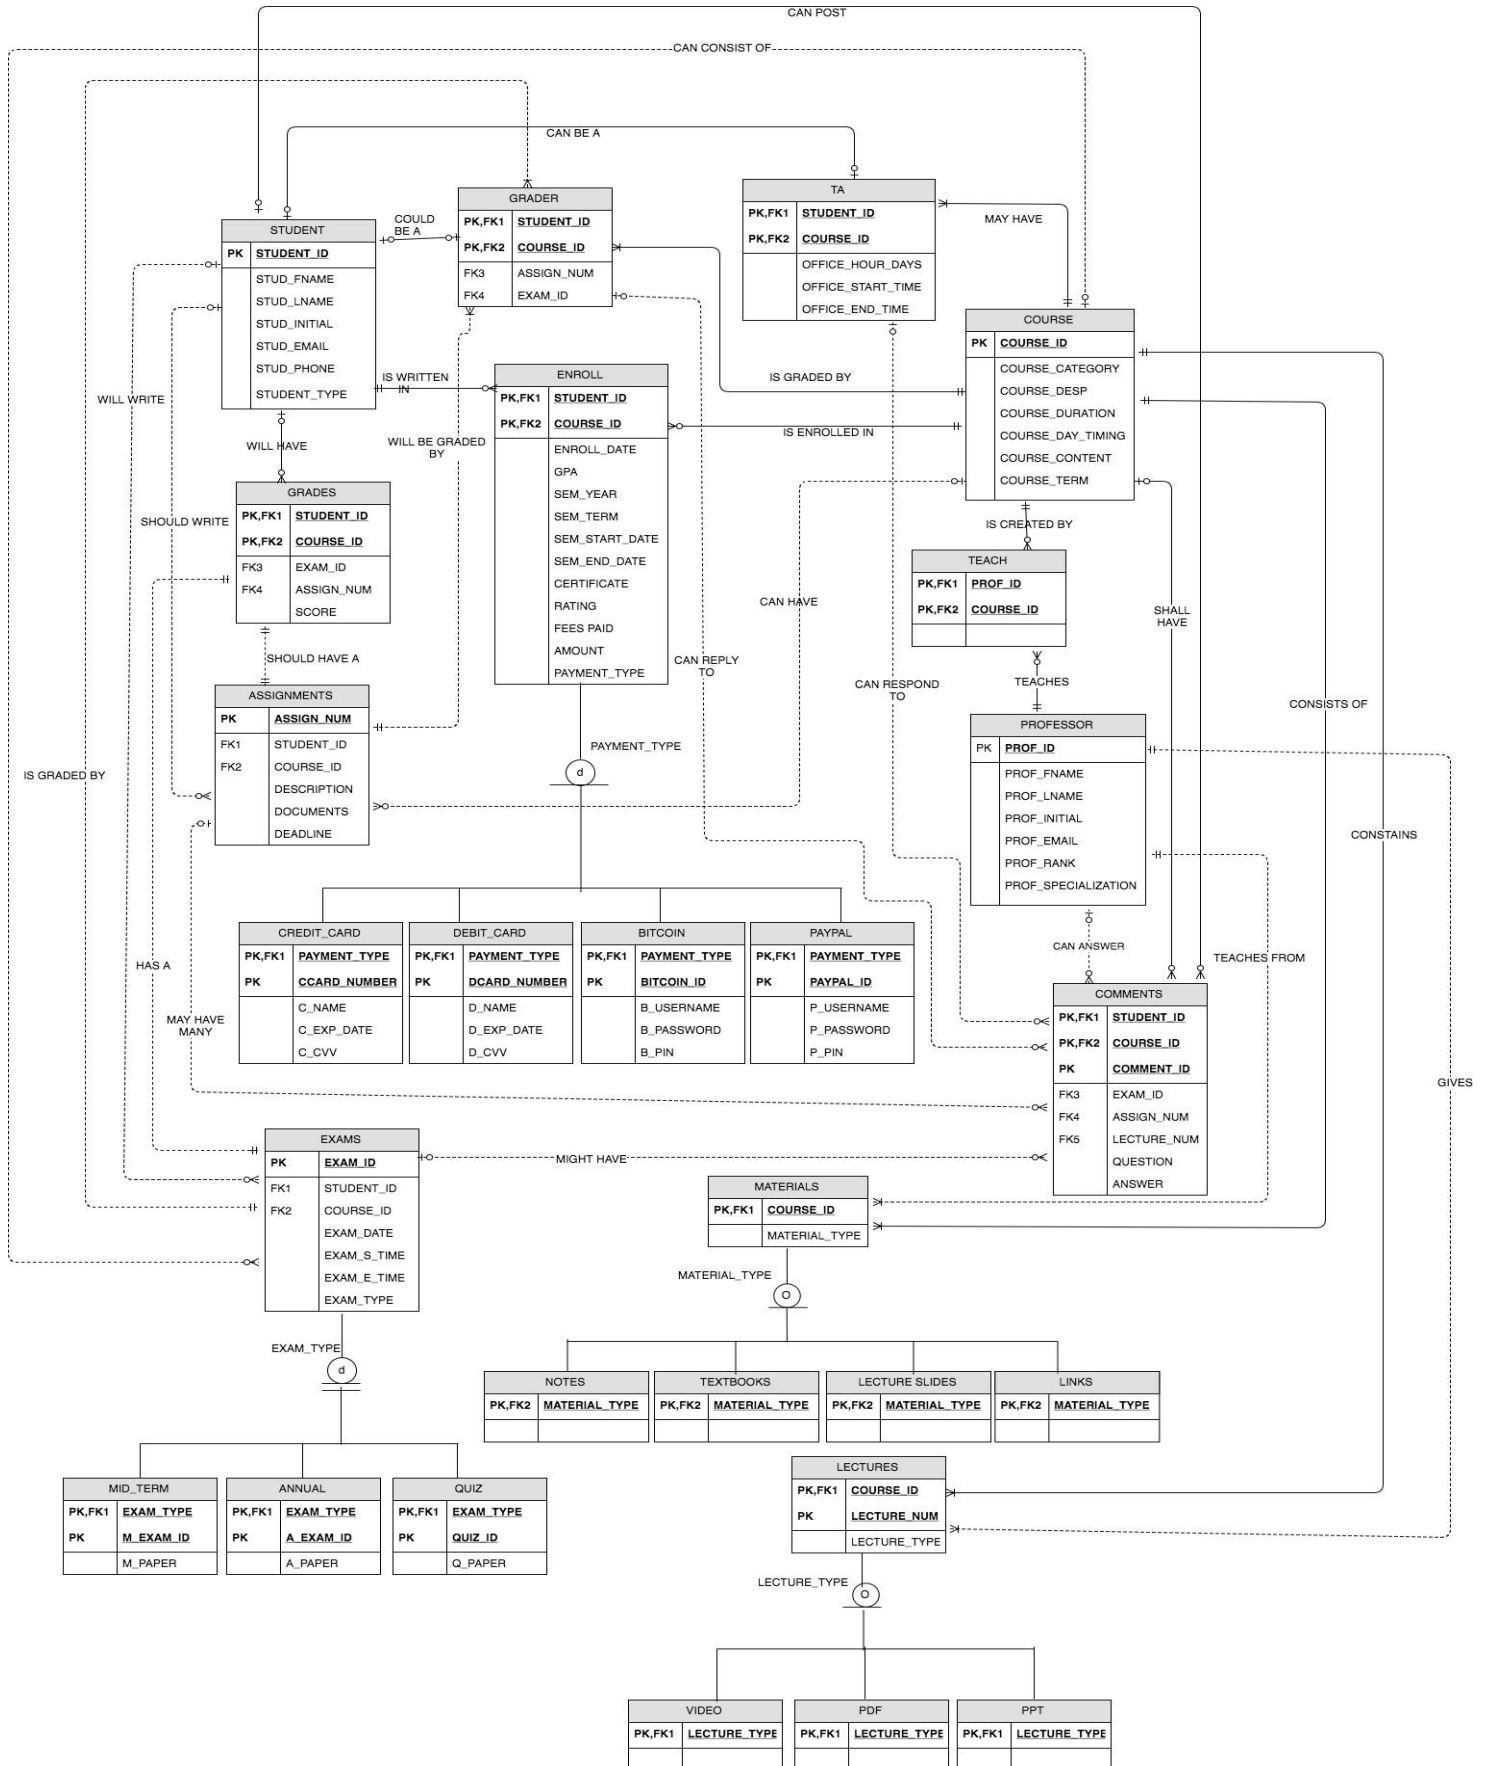 CAN POST
CAN CONSIST OF
CAN BE A
GRADER
PK,FK1 STUDENT_ID
PK,FK2 COURSE_ID
FK3 ASSIGN_NUM
FK4 EXAM_ID
TA
PK,FK1 STUDENT_ID
PK,FK2 COURSE_ID
OFFICE_HOUR_DAYS
OFFICE_START_TIME
OFFICE_END_TIME
MAY HAVE
COULD
BE A
STUDENT
PK STUDENT_ID
STUD_FNAME
STUD_LNAME
STUD_INITIAL
STUD_EMAIL
STUD_PHONE
STUDENT_TYPE
COURSE
PK COURSE_ID
COURSE_CATEGORY
COURSE_DESP
COURSE_DURATION
COURSE_DAY_TIMING
COURSE_CONTENT
COURSE_TERM
IS WRITTEN
IN
ENROLL
PK,FK1 STUDENT_ID
PK,FK2 COURSE_ID
ENROLL_DATE
GPA
SEM_YEAR
SEM_TERM
SEM_START_DATE
SEM_END_DATE
CERTIFICATE
RATING
FEES PAID
AMOUNT
PAYMENT_TYPE
IS GRADED BY
IS ENROLLED IN
WILL WRITE
WILL HAVE
WILL BE GRADED
BY
GRADES
PK,FK1 STUDENT_ID
PK,FK2 COURSE_ID
FK3 EXAM_ID
FK4 ASSIGN_NUM
SCORE
SHOULD WRITE
IS CREATED BY
TEACH
PK,FK1 PROF_ID
PK,FK2 COURSE_ID
CAN HAVE
SHALL
HAVE
SHOULD HAVE A
CAN REPLY
TO
CAN RESPOND
TO
TEACHES
CONSISTS OF
ASSIGNMENTS
PK ASSIGN_NUM
FK1 STUDENT_ID
FK2 COURSE_ID
DESCRIPTION
DOCUMENTS
DEADLINE
PROFESSOR
PK PROF_ID
PROF_FNAME
PROF_LNAME
PROF_INITIAL
PROF_EMAIL
PROF_RANK
PROF_SPECIALIZATION
PAYMENT_TYPE
d
IS GRADED BY
CONSTAINS
CREDIT_CARD
PK,FK1 PAYMENT_TYPE
PK CCARD_NUMBER
C_NAME
C_EXP_DATE
C_CVV
DEBIT_CARD
PK,FK1 PAYMENT_TYPE
PK DCARD_NUMBER
D_NAME
D_EXP_DATE
D_CVV
BITCOIN
PK,FK1 PAYMENT_TYPE
PK BITCOIN_ID
B_USERNAME
B_PASSWORD
B_PIN
PAYPAL
PK,FK1 PAYMENT_TYPE
PK PAYPAL_ID
P_USERNAME
P_PASSWORD
P_PIN
CAN ANSWER
TEACHES FROM
HAS A
MAY HAVE
MANY
COMMENTS
PK,FK1 STUDENT_ID
PK,FK2 COURSE_ID
PK COMMENT_ID
FK3 EXAM_ID
FK4 ASSIGN_NUM
FK5 LECTURE_NUM
QUESTION
ANSWER
GIVES
EXAMS
PK EXAM_ID
FK1 STUDENT_ID
FK2 COURSE_ID
EXAM_DATE
EXAM_S_TIME
EXAM_E_TIME
EXAM_TYPE
MIGHT HAVE
MATERIALS
PK,FK1 COURSE_ID
MATERIAL_TYPE
MATERIAL_TYPE
O
EXAM_TYPE
d
NOTES
PK,FK2 MATERIAL_TYPE
TEXTBOOKS
PK,FK2 MATERIAL_TYPE
LECTURE SLIDES
PK,FK2 MATERIAL_TYPE
LINKS
PK,FK2 MATERIAL_TYPE
MID_TERM
PK,FK1 EXAM_TYPE
PK M_EXAM_ID
M_PAPER
ANNUAL
PK,FK1 EXAM_TYPE
PK A_EXAM_ID
A_PAPER
QUIZ
PK,FK1 EXAM_TYPE
PK QUIZ_ID
Q_PAPER
LECTURES
PK,FK1 COURSE_ID
PK LECTURE_NUM
LECTURE_TYPE
LECTURE_TYPE
O
VIDEO
PK,FK1 LECTURE_TYPE
PDF
PK,FK1 LECTURE_TYPE
PPT
PK,FK1 LECTURE_TYPE